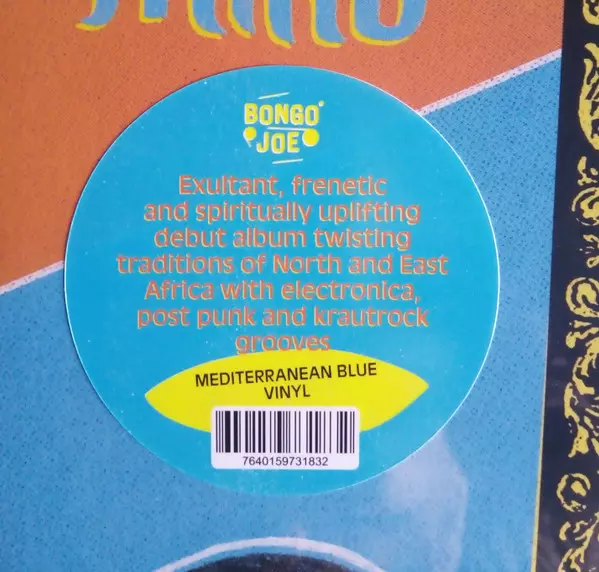 BONGO
JOE
Exultant, frenetic
and spiritually uplifting
debut album twisting
traditions of North and East
Africa with electronica,
post punk and krautrock
grooves
MEDITERRANEAN BLUE
VINYL
7640159731832